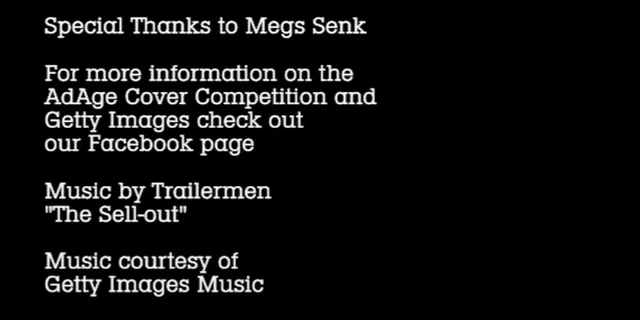 Special Thanks to Megs Senk
For more information on the
AdAge Cover Competition and
Getty Images check out
our Facebook page
Music by Trailermen
"The Sell-out"
Music courtesy of
Getty Images Music